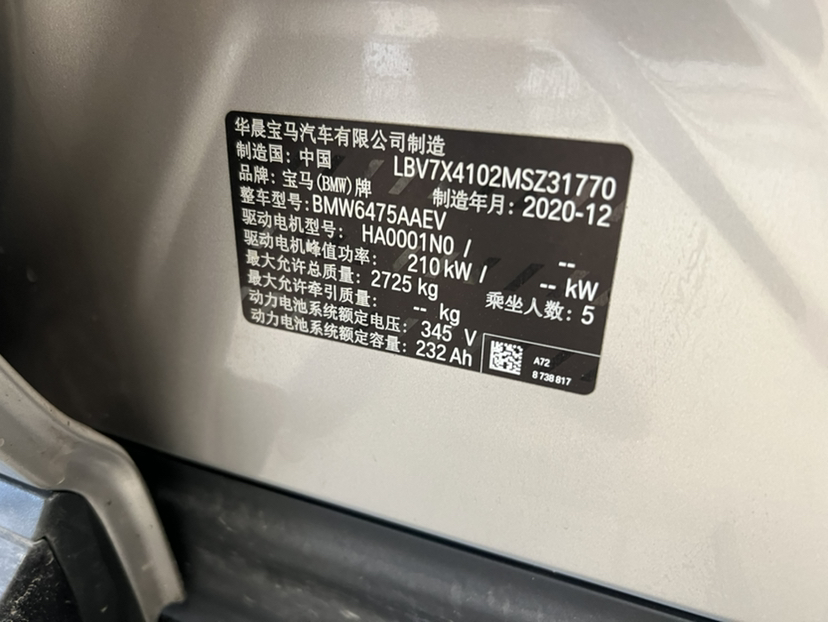 华晨宝马汽车有限公司制造
制造国：中国 LBV7X4102MSZ31770
品牌：宝马(BMW)牌 制造年月：2020-12
整车型号:BMW6475AAEV
驱动电机型号： HA0001N0 / --
驱动电机峰值功率： 210 kW / -- kW
最大允许总质量： 2725 kg 乘坐人数：5
最大允许牵引质量： -- kg
动力电池系统额定电压： 345 V
动力电池系统额定容量： 232 Ah
A72
8 738 817